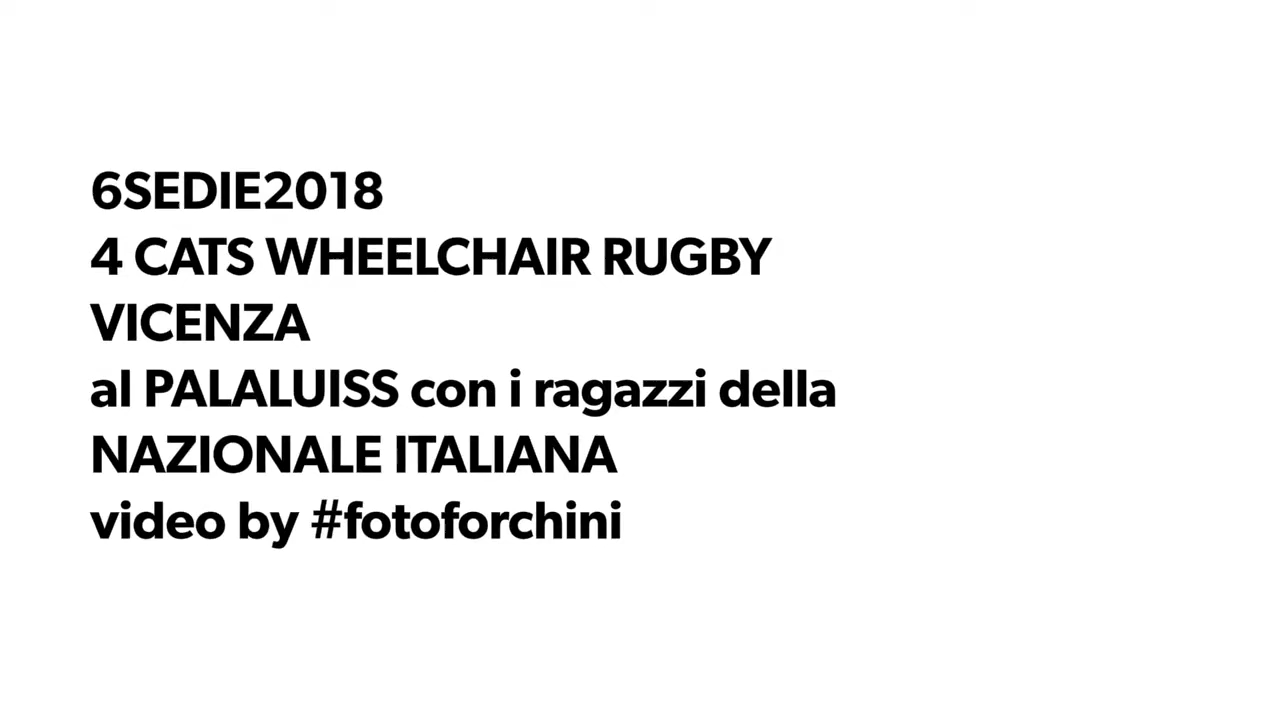 6SEDIE2018
4 CATS WHEELCHAIR RUGBY
VICENZA
al PALALUISS con i ragazzi della
NAZIONALE ITALIANA
video by #fotoforchini